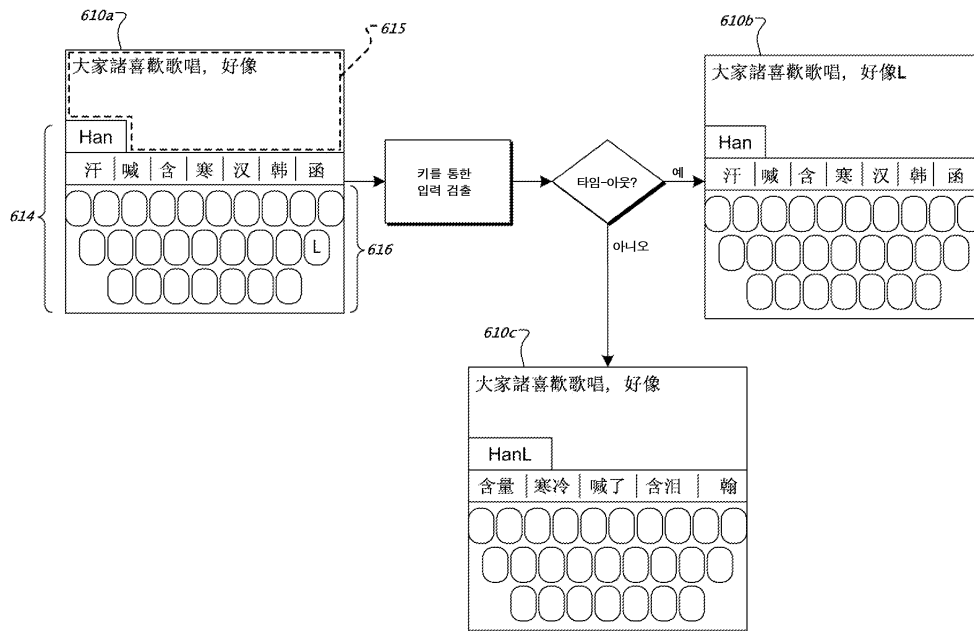 610a
615
大家諸喜歡歌唱，好像
Han
汗 喊 含 寒 汉 韩 函
614
L
616
키를 통한
입력 검출
타임-아웃?
예
아니오
610b
大家諸喜歡歌唱，好像L
Han
汗 喊 含 寒 汉 韩 函
610c
大家諸喜歡歌唱，好像
HanL
含量 寒冷 喊了 含泪 翰